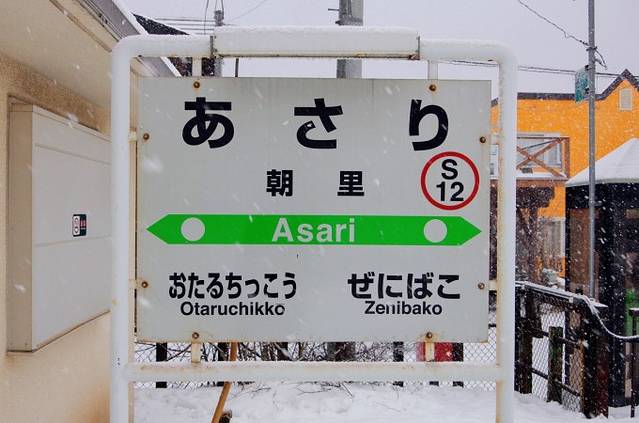 あさり
朝里
S
12
Asari
おたるちっこう ぜにばこ
Otaruchikko Zenibako